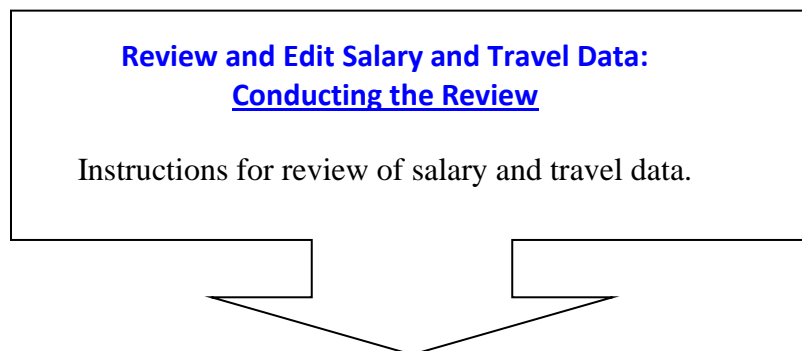 Review and Edit Salary and Travel Data:
Conducting the Review
Instructions for review of salary and travel data.